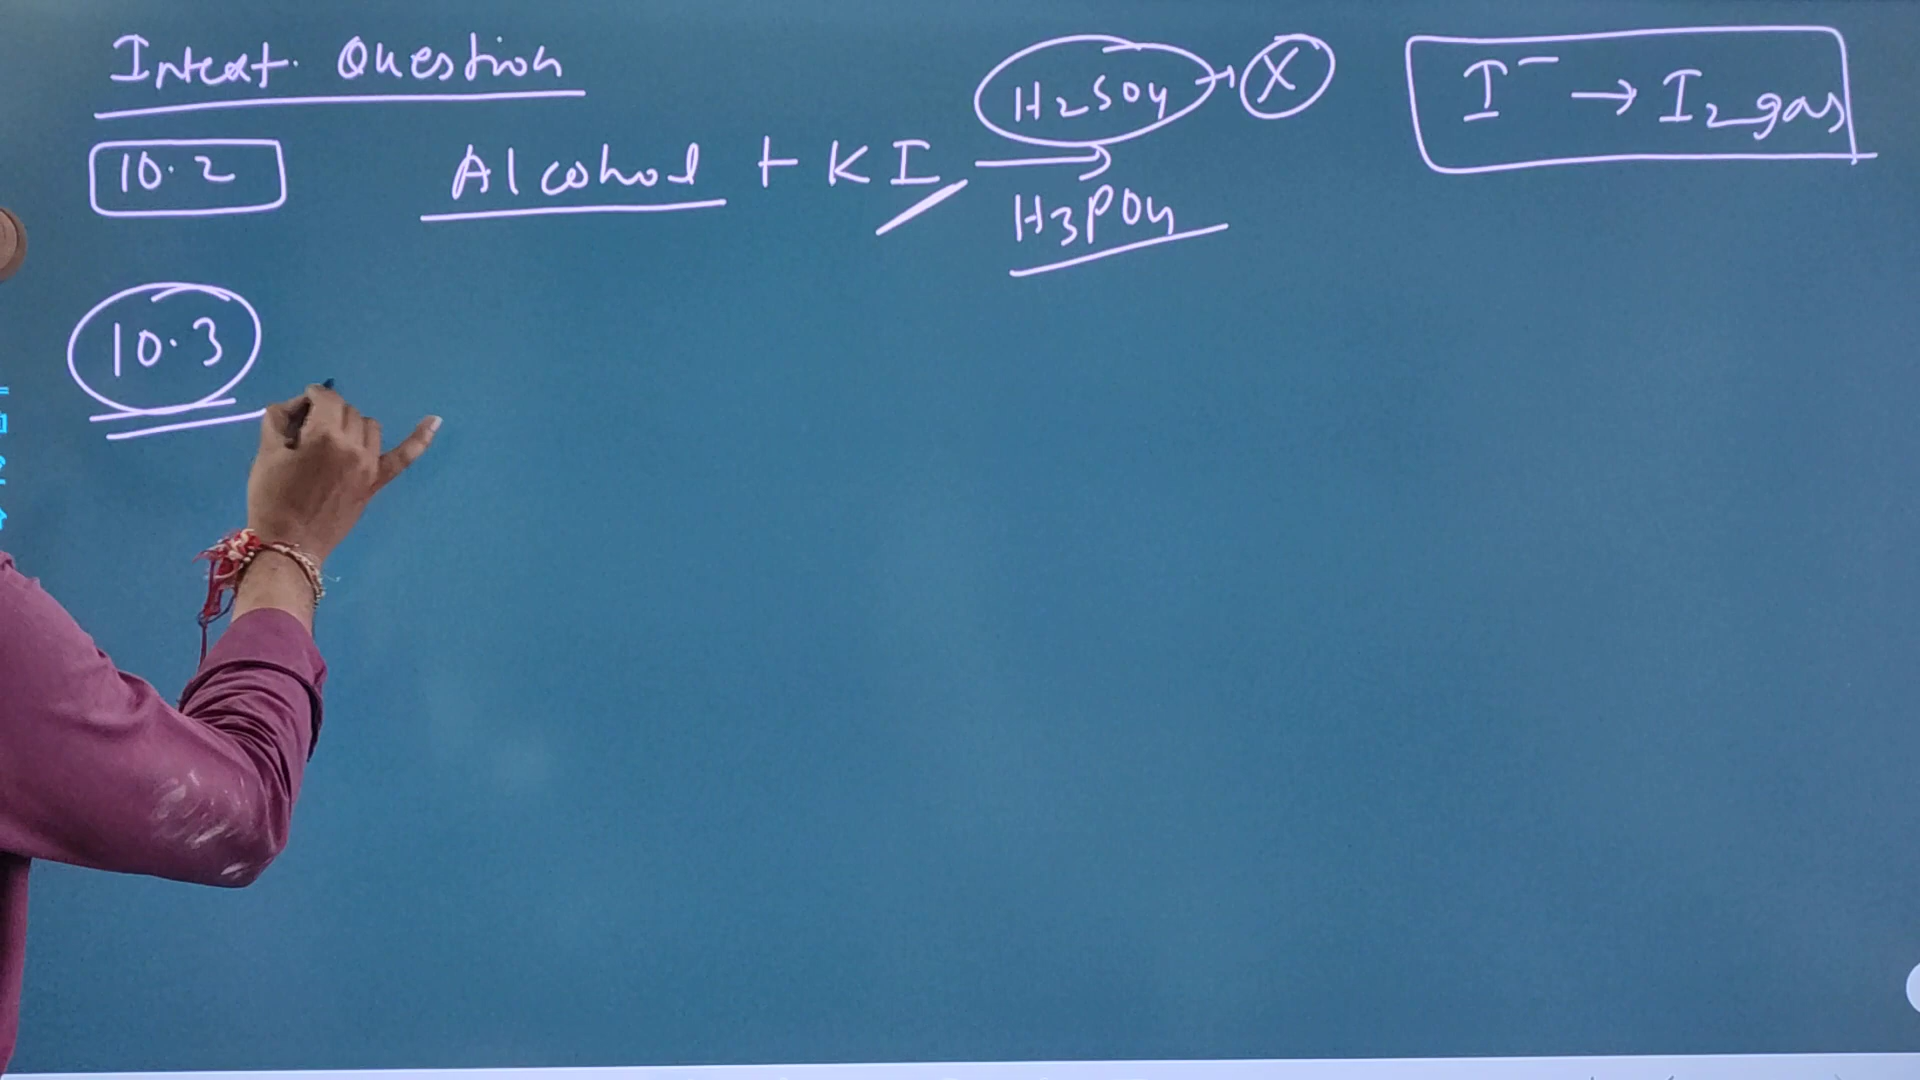 Intext. Question
H2SO4 → X
I⁻ → I2 gas
10.2 Alcohol + KI →
H3PO4
10.3